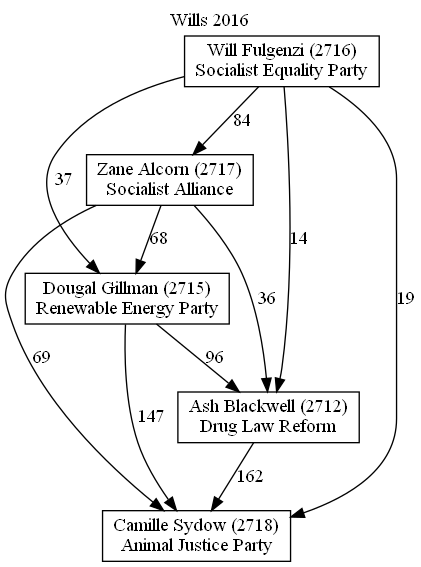 Wills 2016
Will Fulgenzi (2716)
Socialist Equality Party
84
Zane Alcorn (2717)
Socialist Alliance
37
68
14
Dougal Gillman (2715)
Renewable Energy Party
36
19
69
96
Ash Blackwell (2712)
Drug Law Reform
147
162
Camille Sydow (2718)
Animal Justice Party